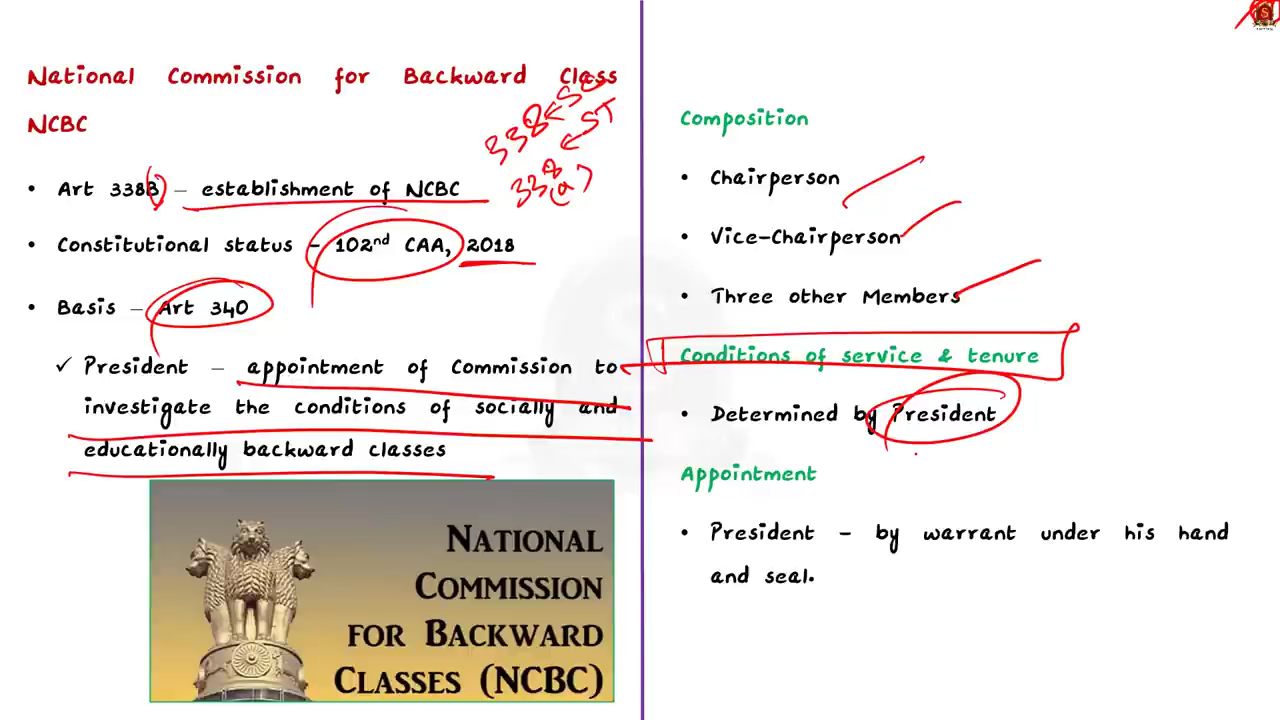 National Commission for Backward Class
NCBC
338 ← SC
← ST
338(a)
• Art 338B – establishment of NCBC
• Constitutional status – 102nd CAA, 2018
• Basis – Art 340
✓ President – appointment of Commission to
investigate the conditions of socially and
educationally backward classes
NATIONAL
COMMISSION
FOR BACKWARD
CLASSES (NCBC)
Composition
• Chairperson
• Vice-Chairperson
• Three other Members
Conditions of service & tenure
• Determined by President
Appointment
• President – by warrant under his hand
and seal.